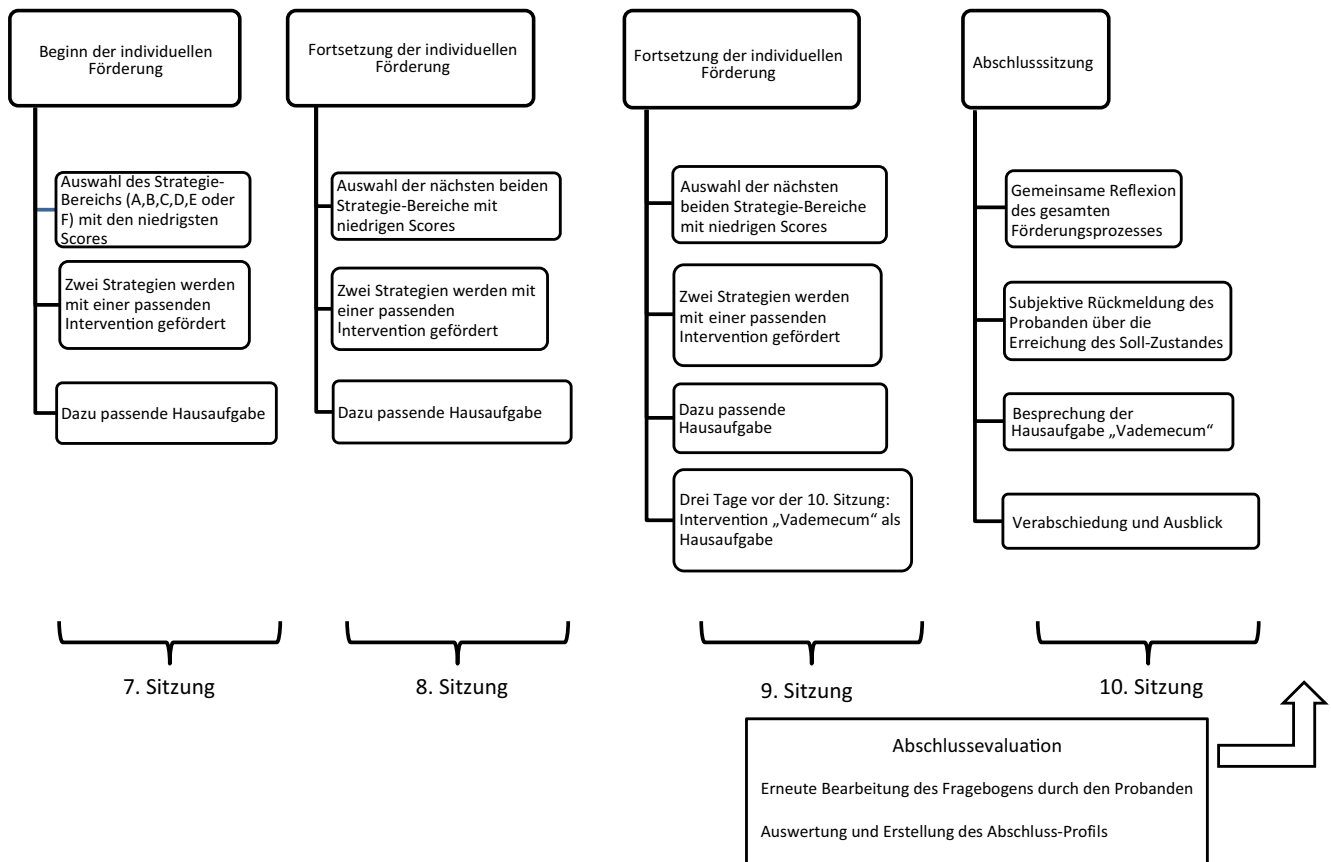 Beginn der individuellen
Förderung
Auswahl des Strategie-
Bereichs (A,B,C,D,E oder
F) mit den niedrigsten
Scores
Zwei Strategien werden
mit einer passenden
Intervention gefördert
Dazu passende Hausaufgabe
7. Sitzung
Fortsetzung der individuellen
Förderung
Auswahl der nächsten beiden
Strategie-Bereiche mit
niedrigen Scores
Zwei Strategien werden mit
einer passenden
Intervention gefördert
Dazu passende Hausaufgabe
8. Sitzung
Fortsetzung der individuellen
Förderung
Auswahl der nächsten
beiden Strategie-Bereiche
mit niedrigen Scores
Zwei Strategien werden
mit einer passenden
Intervention gefördert
Dazu passende
Hausaufgabe
Drei Tage vor der 10. Sitzung:
Intervention „Vademecum“ als
Hausaufgabe
9. Sitzung
Abschlusssitzung
Gemeinsame Reflexion
des gesamten
Förderungsprozesses
Subjektive Rückmeldung des
Probanden über die
Erreichung des Soll-Zustandes
Besprechung der
Hausaufgabe „Vademecum“
Verabschiedung und Ausblick
10. Sitzung
Abschlussevaluation
Erneute Bearbeitung des Fragebogens durch den Probanden
Auswertung und Erstellung des Abschluss-Profils